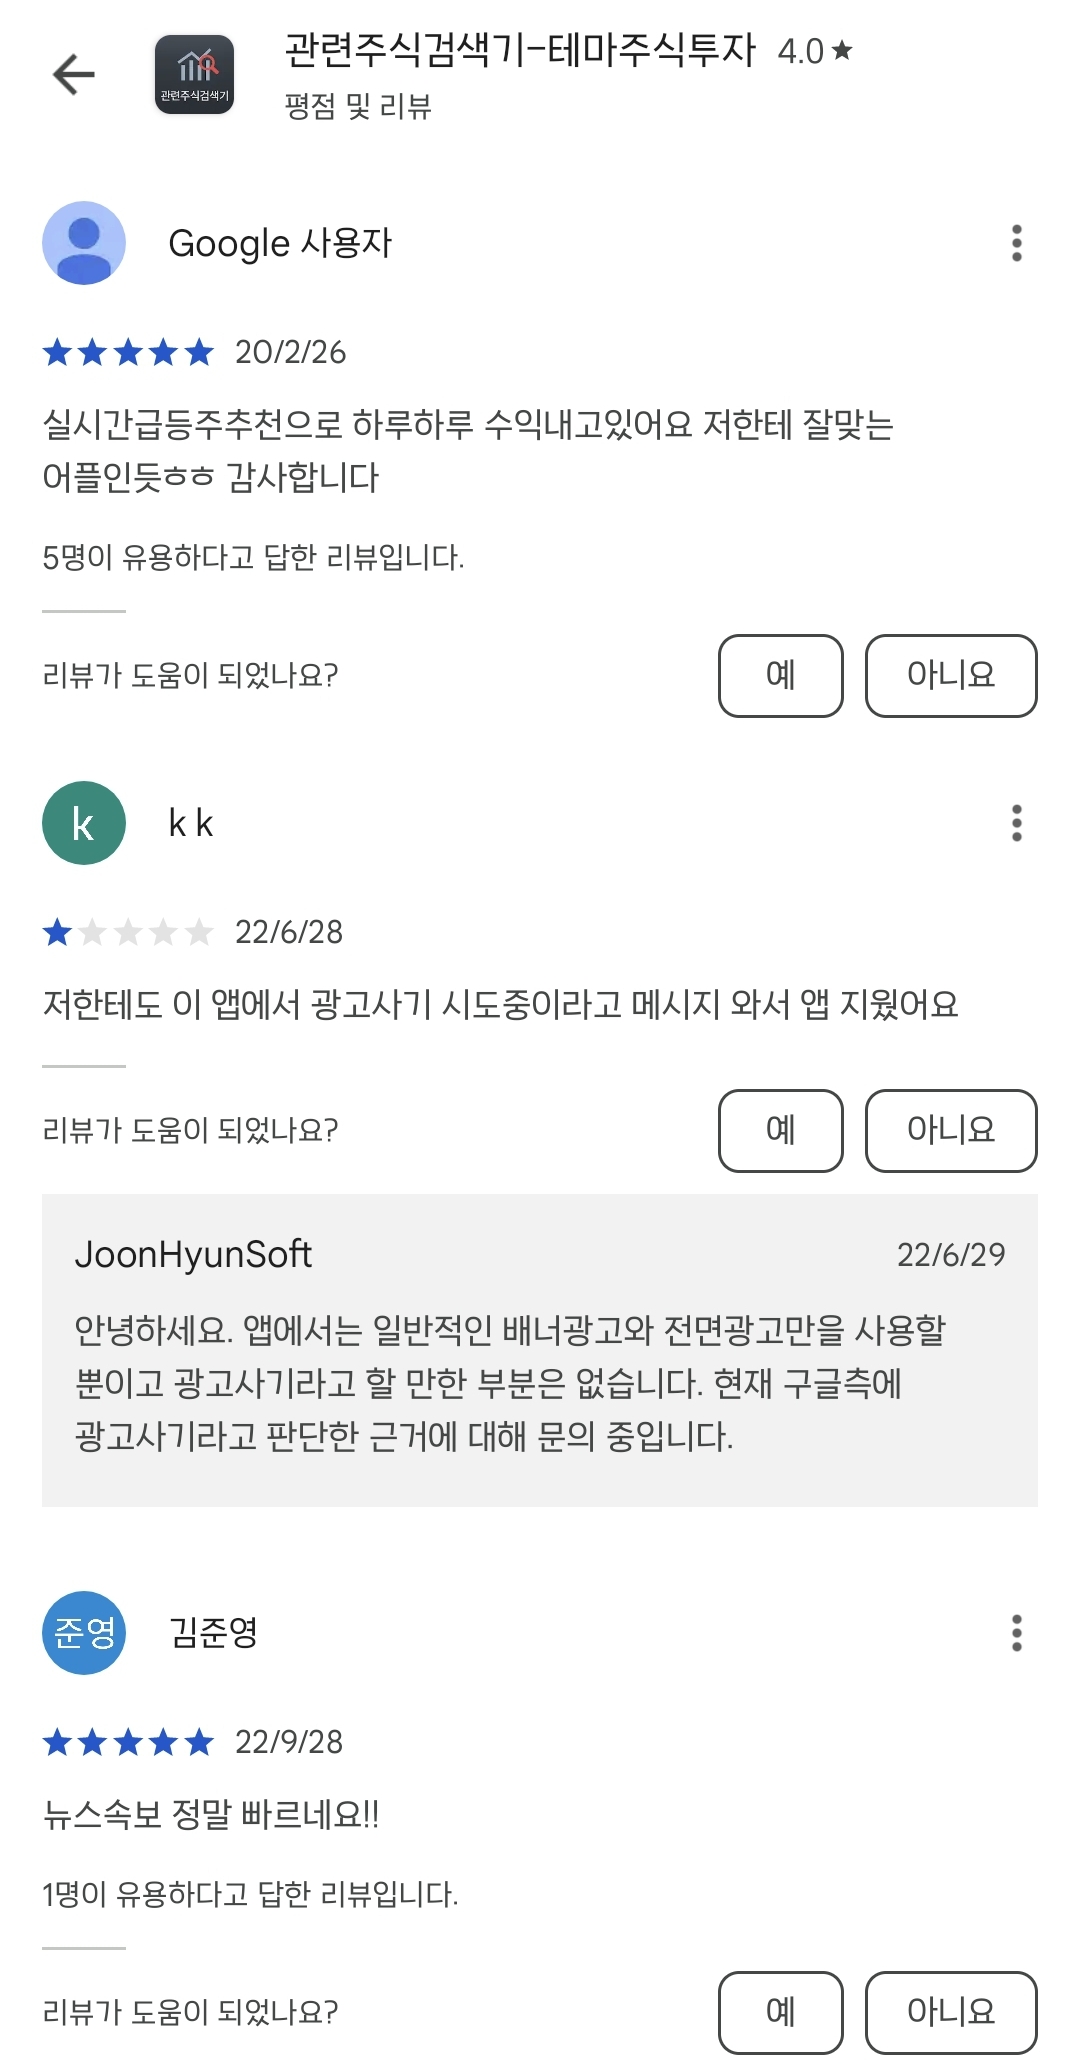 관련주식검색기-테마주식투자 4.0★
관련주식검색기
평점 및 리뷰
Google 사용자
20/2/26
실시간급등주추천으로 하루하루 수익내고있어요 저한테 잘맞는
어플인듯ㅎㅎ 감사합니다
5명이 유용하다고 답한 리뷰입니다.
리뷰가 도움이 되었나요? 예 아니요
k k k
22/6/28
저한테도 이 앱에서 광고사기 시도중이라고 메시지 와서 앱 지웠어요
리뷰가 도움이 되었나요? 예 아니요
JoonHyunSoft 22/6/29
안녕하세요. 앱에서는 일반적인 배너광고와 전면광고만을 사용할
뿐이고 광고사기라고 할 만한 부분은 없습니다. 현재 구글측에
광고사기라고 판단한 근거에 대해 문의 중입니다.
준영 김준영
22/9/28
뉴스속보 정말 빠르네요!!
1명이 유용하다고 답한 리뷰입니다.
리뷰가 도움이 되었나요? 예 아니요